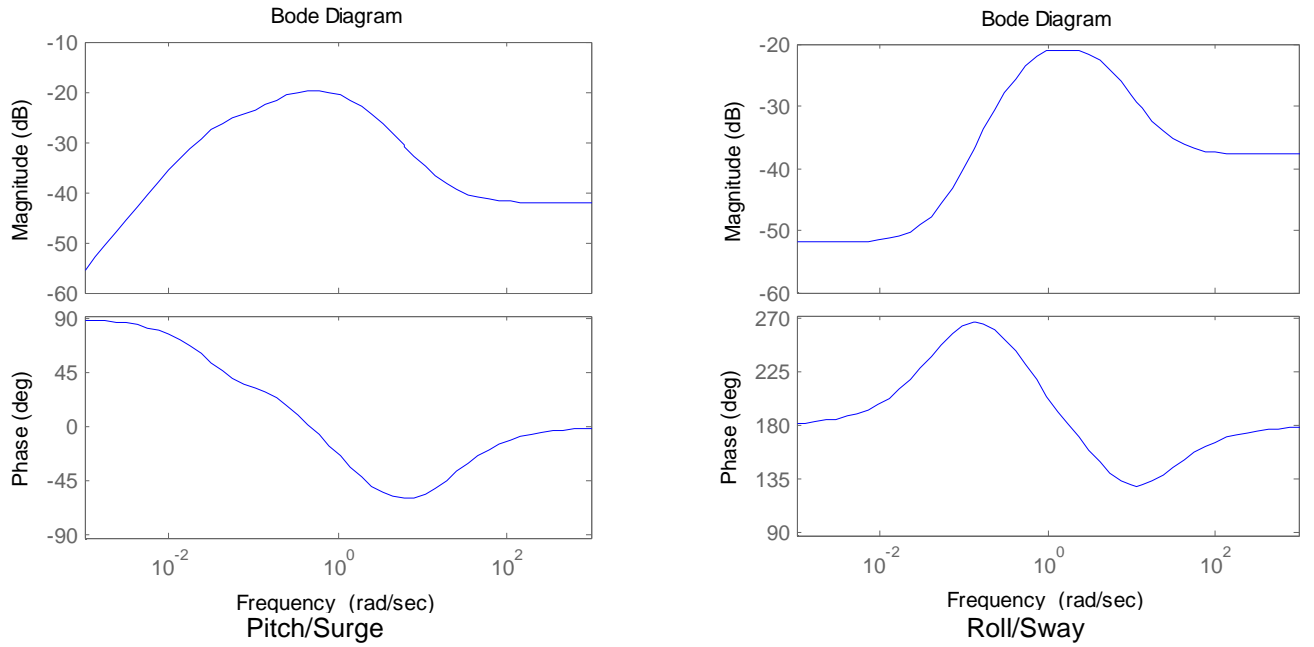 Bode Diagram
-10
-20
-30
-40
-50
-60
Magnitude (dB)
90
45
0
-45
-90
Phase (deg)
10^-2
10^0
10^2
Frequency (rad/sec)
Pitch/Surge
Bode Diagram
-20
-30
-40
-50
-60
Magnitude (dB)
270
225
180
135
90
Phase (deg)
10^-2
10^0
10^2
Frequency (rad/sec)
Roll/Sway